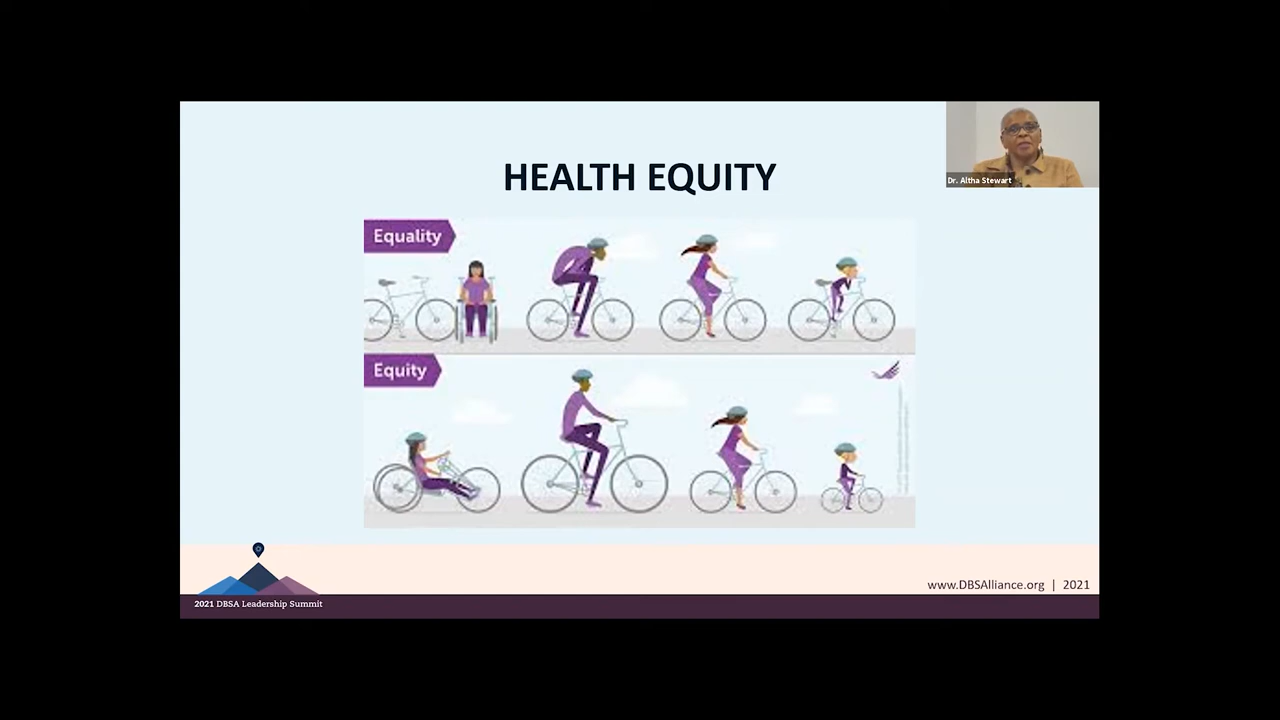 HEALTH EQUITY
Dr. Altha Stewart
Equality
Equity
www.DBSAlliance.org | 2021
2021 DBSA Leadership Summit